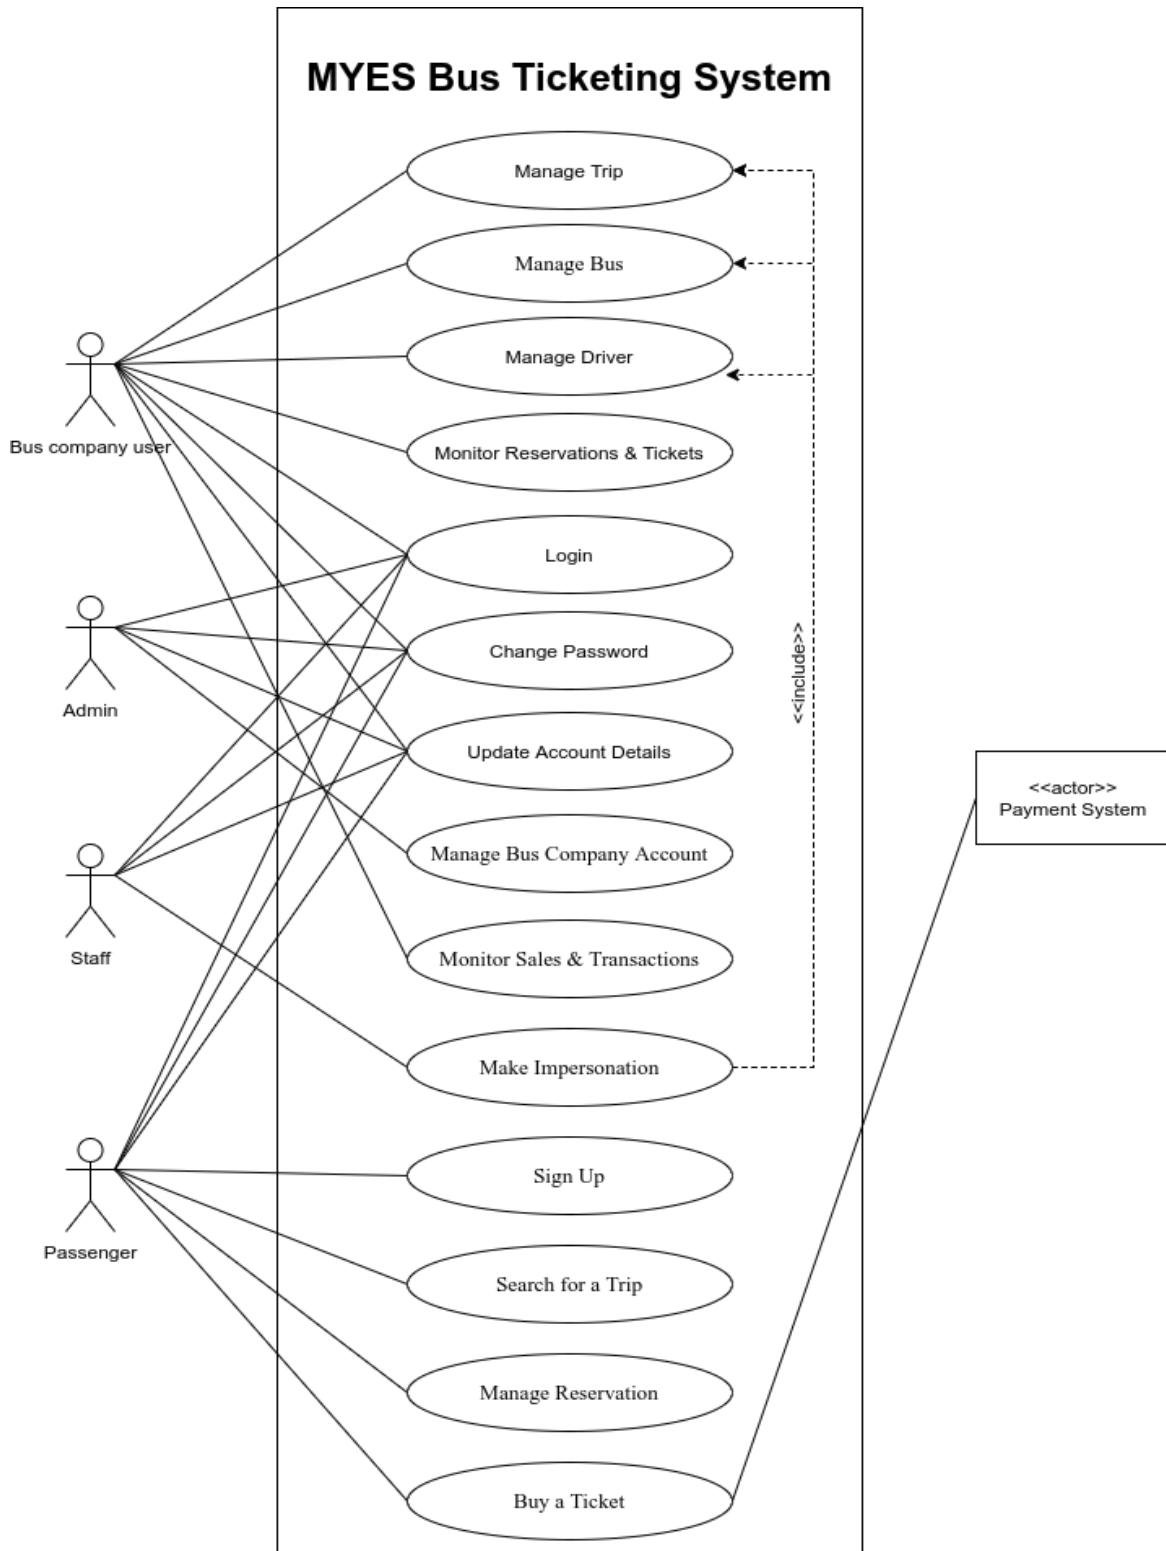 MYES Bus Ticketing System
Manage Trip
Manage Bus
Manage Driver
Bus company user
Monitor Reservations & Tickets
Login
Admin
Change Password
<<include>>
Update Account Details
<<actor>>
Payment System
Manage Bus Company Account
Staff
Monitor Sales & Transactions
Make Impersonation
Passenger
Sign Up
Search for a Trip
Manage Reservation
Buy a Ticket